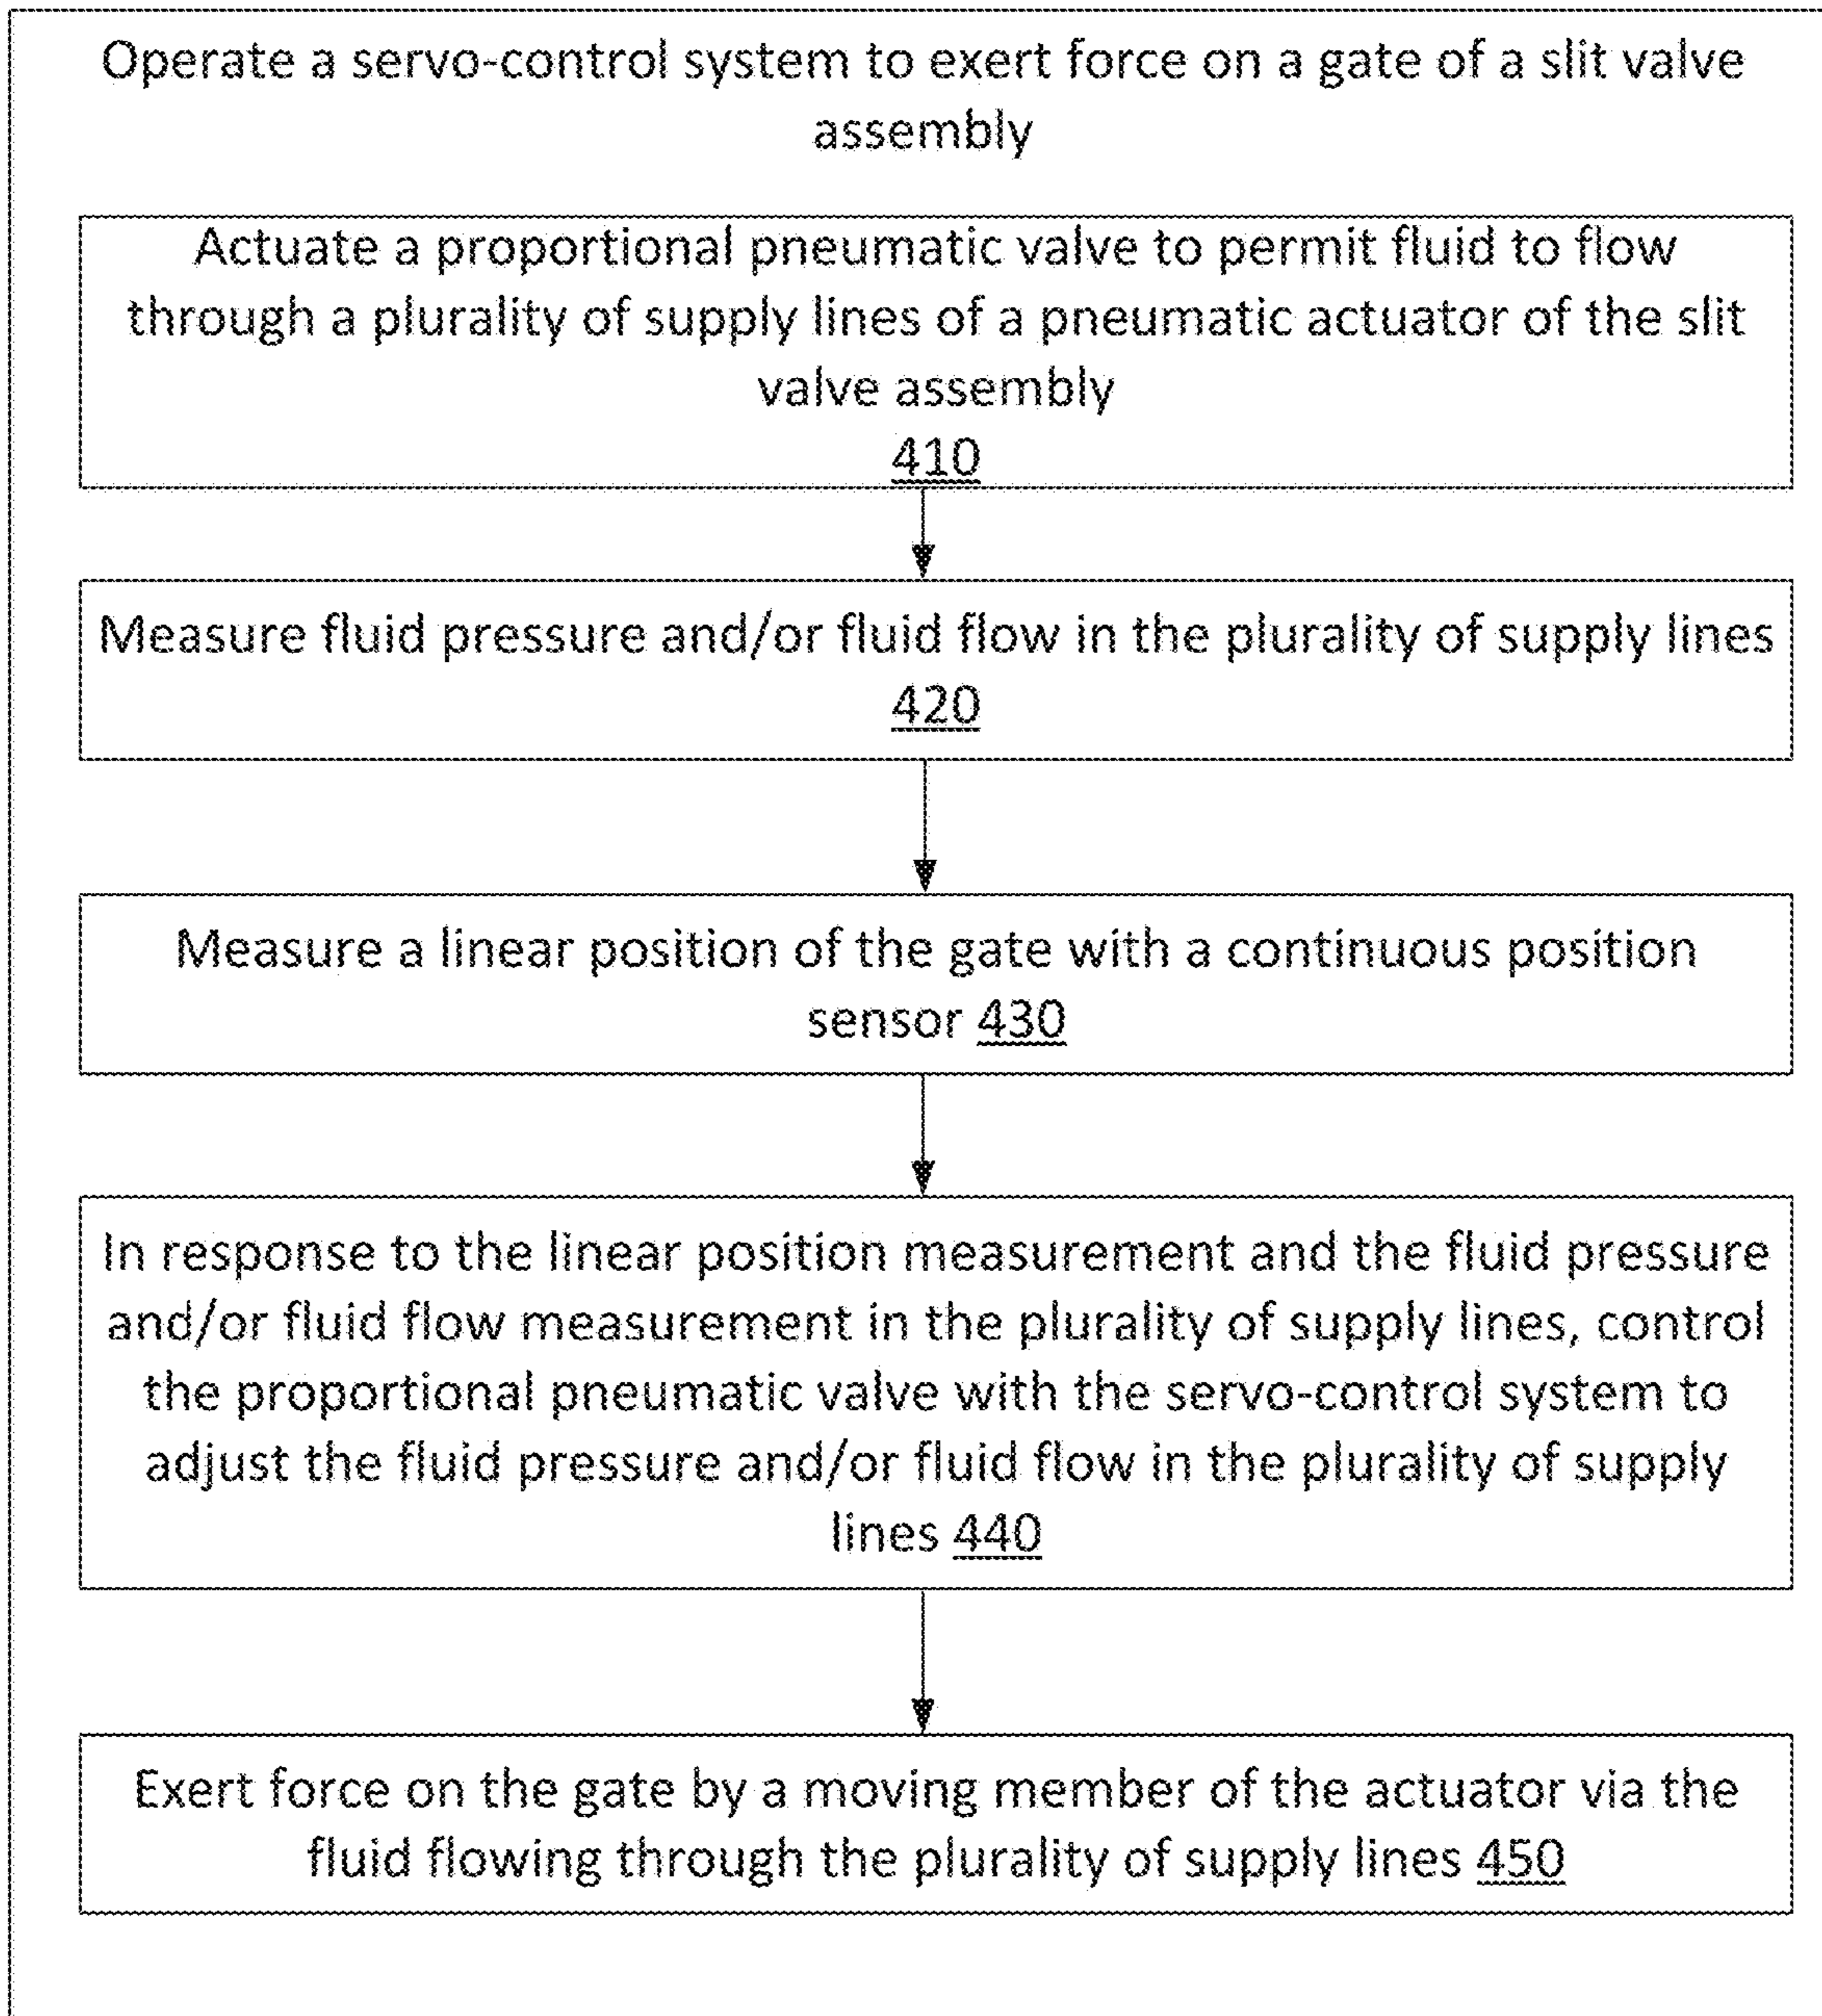 Operate a servo-control system to exert force on a gate of a slit valve
assembly
Actuate a proportional pneumatic valve to permit fluid to flow
through a plurality of supply lines of a pneumatic actuator of the slit
valve assembly
410
Measure fluid pressure and/or fluid flow in the plurality of supply lines
420
Measure a linear position of the gate with a continuous position
sensor 430
In response to the linear position measurement and the fluid pressure
and/or fluid flow measurement in the plurality of supply lines, control
the proportional pneumatic valve with the servo-control system to
adjust the fluid pressure and/or fluid flow in the plurality of supply
lines 440
Exert force on the gate by a moving member of the actuator via the
fluid flowing through the plurality of supply lines 450